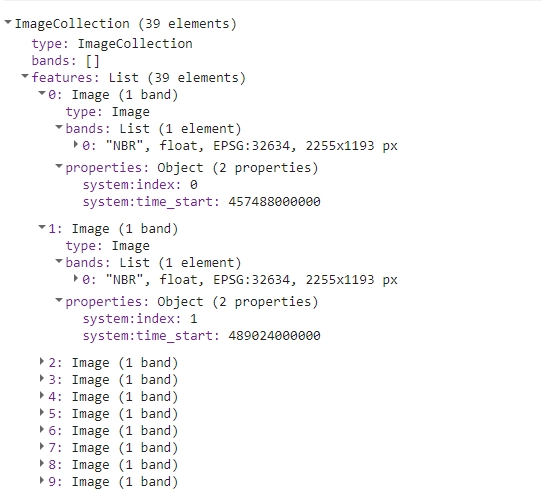 ImageCollection (39 elements)
type: ImageCollection
bands: []
features: List (39 elements)
0: Image (1 band)
type: Image
bands: List (1 element)
0: "NBR", float, EPSG:32634, 2255x1193 px
properties: Object (2 properties)
system:index: 0
system:time_start: 457488000000
1: Image (1 band)
type: Image
bands: List (1 element)
0: "NBR", float, EPSG:32634, 2255x1193 px
properties: Object (2 properties)
system:index: 1
system:time_start: 489024000000
2: Image (1 band)
3: Image (1 band)
4: Image (1 band)
5: Image (1 band)
6: Image (1 band)
7: Image (1 band)
8: Image (1 band)
9: Image (1 band)